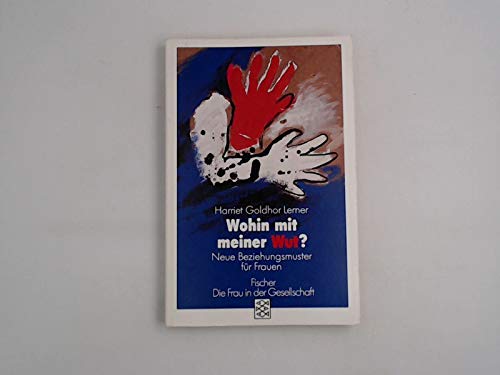 Harriet Goldhor Lerner
Wohin mit
meiner Wut?
Neue Beziehungsmuster
für Frauen
Fischer
Die Frau in der Gesellschaft